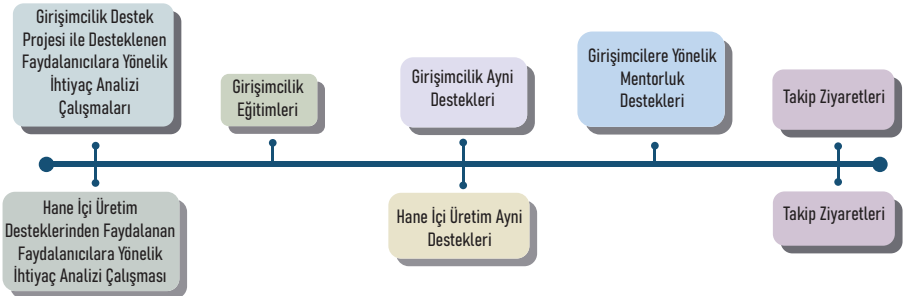 Girişimcilik Destek
Projesi ile Desteklenen
Faydalanıcılara Yönelik
İhtiyaç Analizi
Çalışmaları
Girişimcilik
Eğitimleri
Girişimcilik Ayni
Destekleri
Girişimcilere Yönelik
Mentorluk
Destekleri
Takip Ziyaretleri
Hane İçi Üretim
Desteklerinden Faydalanan
Faydalanıcılara Yönelik
İhtiyaç Analizi Çalışması
Hane İçi Üretim Ayni
Destekleri
Takip Ziyaretleri